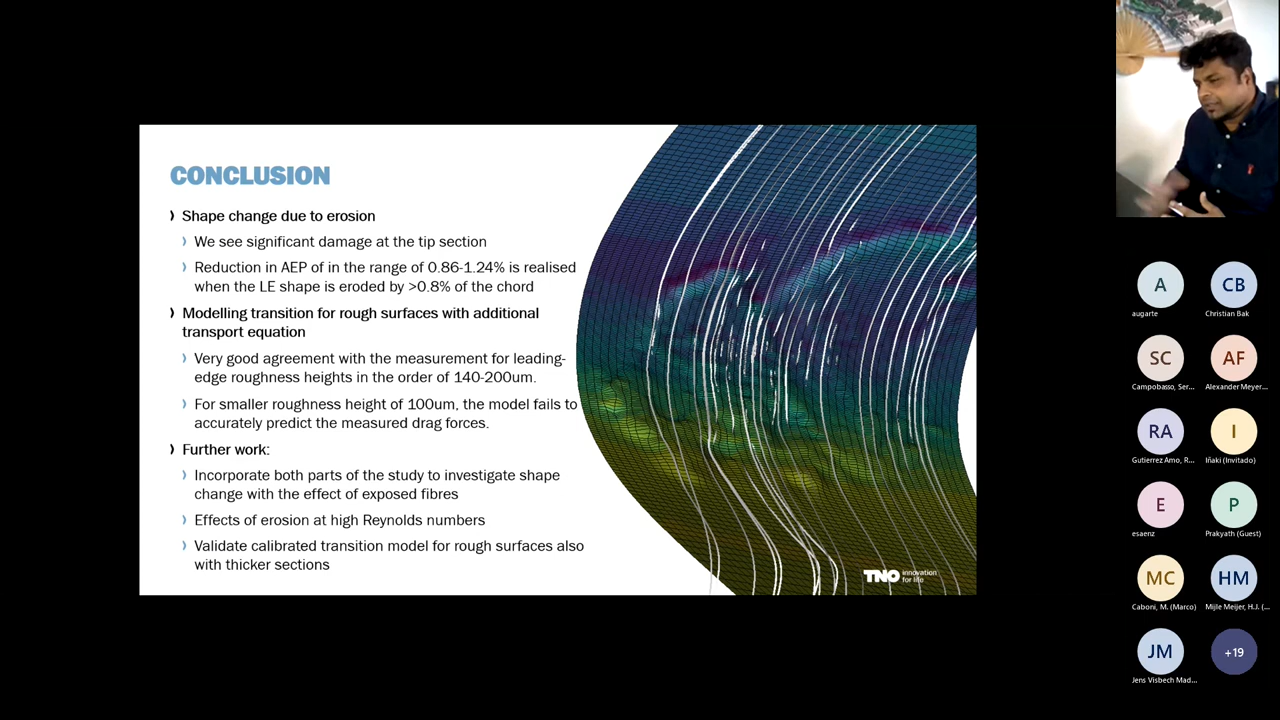 CONCLUSION
› Shape change due to erosion
› We see significant damage at the tip section
› Reduction in AEP of in the range of 0.86-1.24% is realised
when the LE shape is eroded by >0.8% of the chord
› Modelling transition for rough surfaces with additional
transport equation
› Very good agreement with the measurement for leading-
edge roughness heights in the order of 140-200um.
› For smaller roughness height of 100um, the model fails to
accurately predict the measured drag forces.
› Further work:
› Incorporate both parts of the study to investigate shape
change with the effect of exposed fibres
› Effects of erosion at high Reynolds numbers
› Validate calibrated transition model for rough surfaces also
with thicker sections
TNO innovation
for life
A
augarte
CB
Christian Bak
SC
Campobasso, Ser...
AF
Alexander Meyer...
RA
Gutierrez Amo, R...
I
Iñaki (Invitado)
E
esaenz
P
Prakyath (Guest)
MC
Caboni, M. (Marco)
HM
Mijle Meijer, H.J. (...
JM
Jens Visbech Mad...
+19